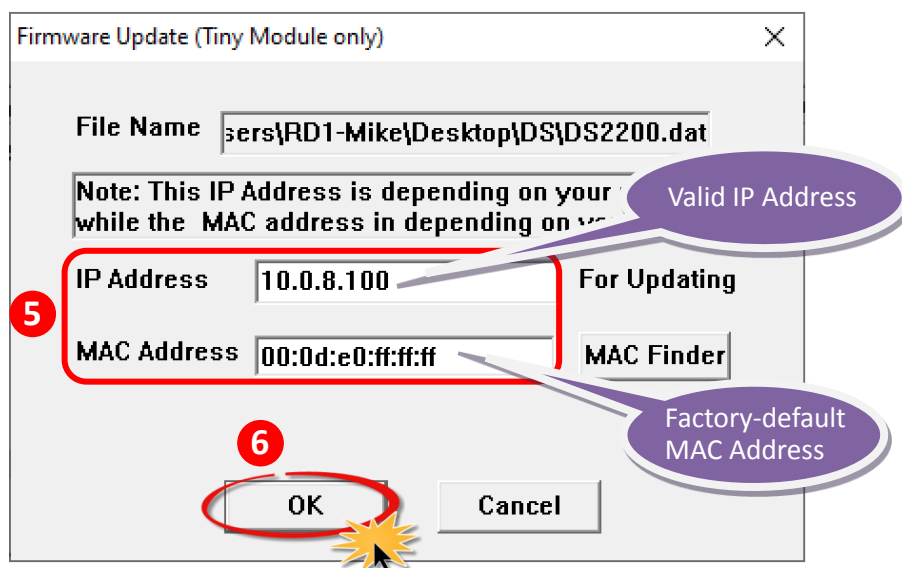 Firmware Update (Tiny Module only)
File Name
sers\RD1-Mike\Desktop\DS\DS2200.dat
Note: This IP Address is depending on your
while the MAC address in depending on
Valid IP Address
5
IP Address 10.0.8.100 For Updating
MAC Address 00:0d:e0:ff:ff:ff MAC Finder
Factory-default
MAC Address
6
OK Cancel